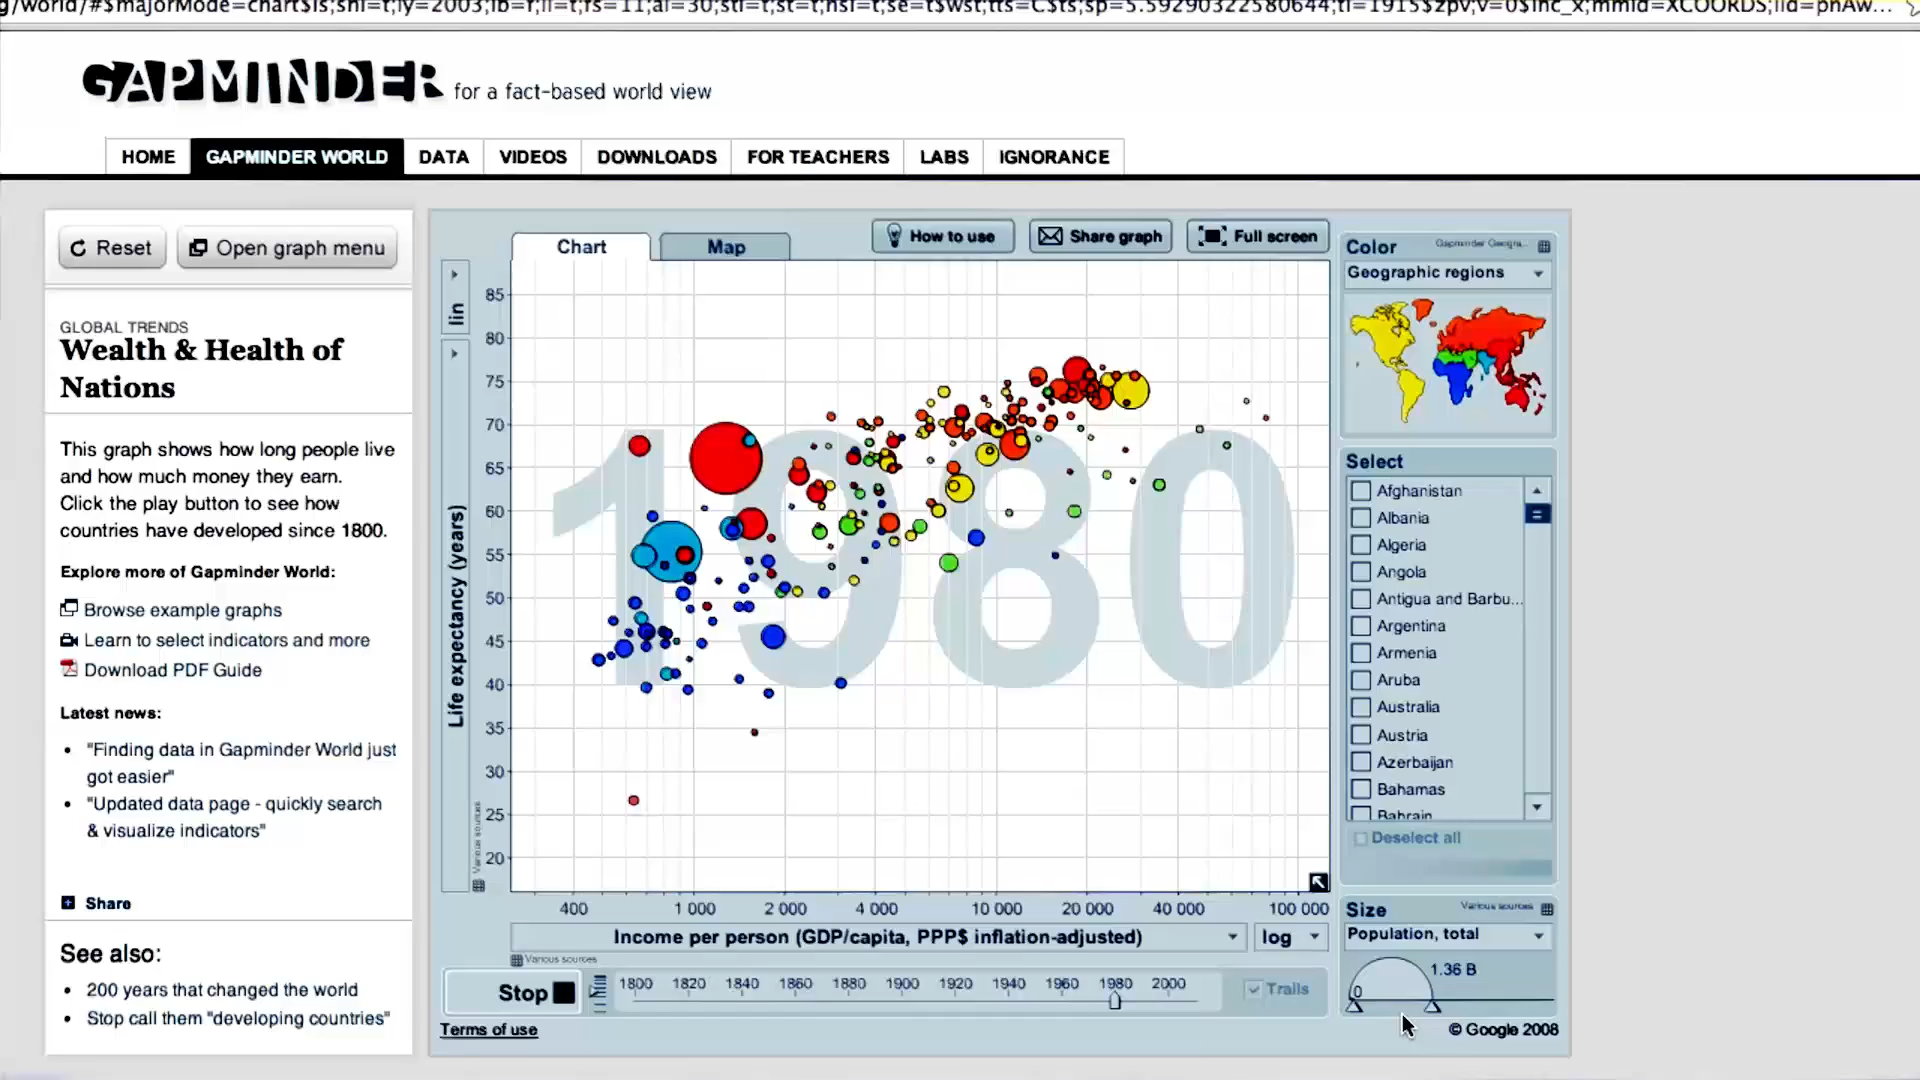 GAPMINDER for a fact-based world view
HOME GAPMINDER WORLD DATA VIDEOS DOWNLOADS FOR TEACHERS LABS IGNORANCE
Reset Open graph menu
GLOBAL TRENDS
Wealth & Health of
Nations
This graph shows how long people live
and how much money they earn.
Click the play button to see how
countries have developed since 1800.
Explore more of Gapminder World:
Browse example graphs
Learn to select indicators and more
Download PDF Guide
Latest news:
"Finding data in Gapminder World just
got easier"
"Updated data page - quickly search
& visualize indicators"
Share
See also:
200 years that changed the world
Stop call them "developing countries"
Chart Map How to use Share graph Full screen
lin
Life expectancy (years)
Various sources
85
80
75
70
65
60
55
50
45
40
35
30
25
20
1980
400 1 000 2 000 4 000 10 000 20 000 40 000 100 000
Income per person (GDP/capita, PPP$ inflation-adjusted) log
Various sources
Stop 1800 1820 1840 1860 1880 1900 1920 1940 1960 1980 2000 Trails
Terms of use
Color
Geographic regions
Select
Afghanistan
Albania
Algeria
Angola
Antigua and Barbu...
Argentina
Armenia
Aruba
Australia
Austria
Azerbaijan
Bahamas
Bahrain
Deselect all
Size Various sources
Population, total
1.36 B
0
© Google 2008